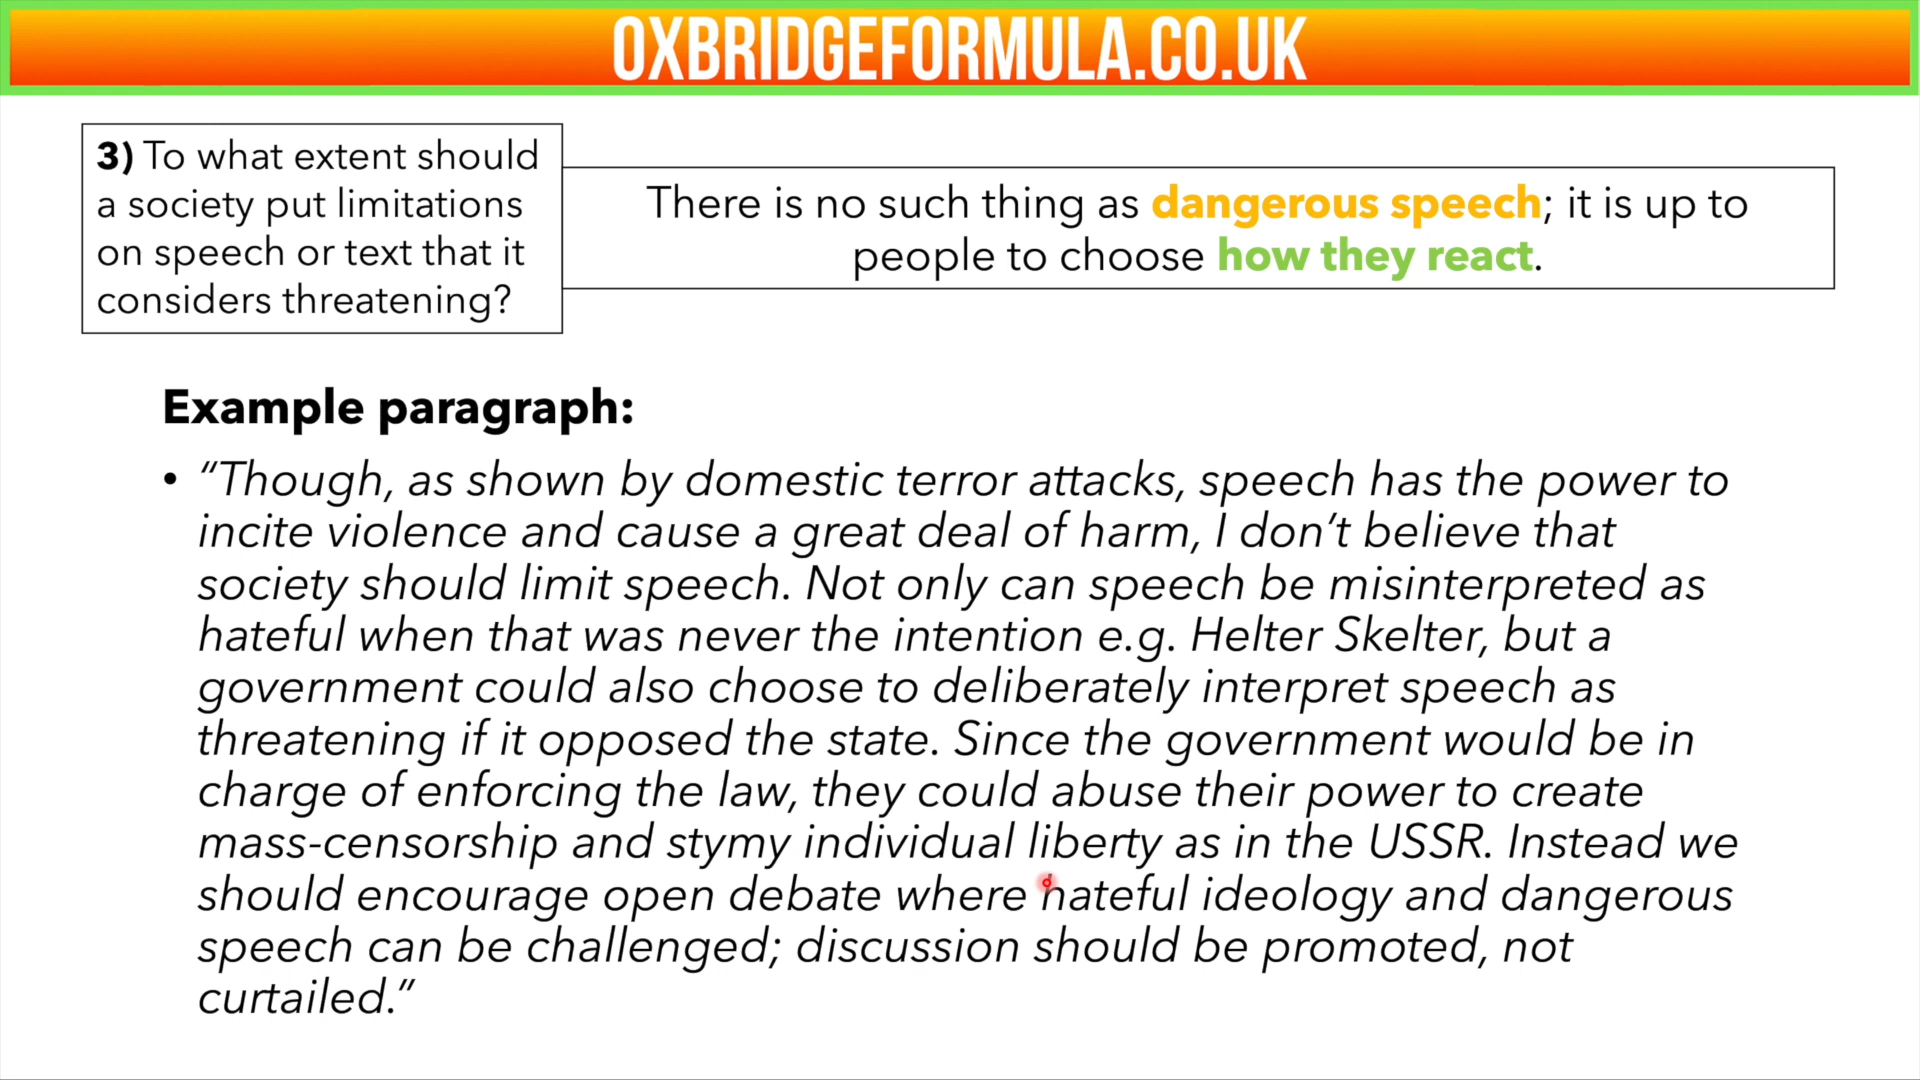 OXBRIDGEFORMULA.CO.UK
3) To what extent should
a society put limitations
on speech or text that it
considers threatening?
There is no such thing as dangerous speech; it is up to
people to choose how they react.
Example paragraph:
• “Though, as shown by domestic terror attacks, speech has the power to
incite violence and cause a great deal of harm, I don’t believe that
society should limit speech. Not only can speech be misinterpreted as
hateful when that was never the intention e.g. Helter Skelter, but a
government could also choose to deliberately interpret speech as
threatening if it opposed the state. Since the government would be in
charge of enforcing the law, they could abuse their power to create
mass-censorship and stymy individual liberty as in the USSR. Instead we
should encourage open debate where hateful ideology and dangerous
speech can be challenged; discussion should be promoted, not
curtailed.”